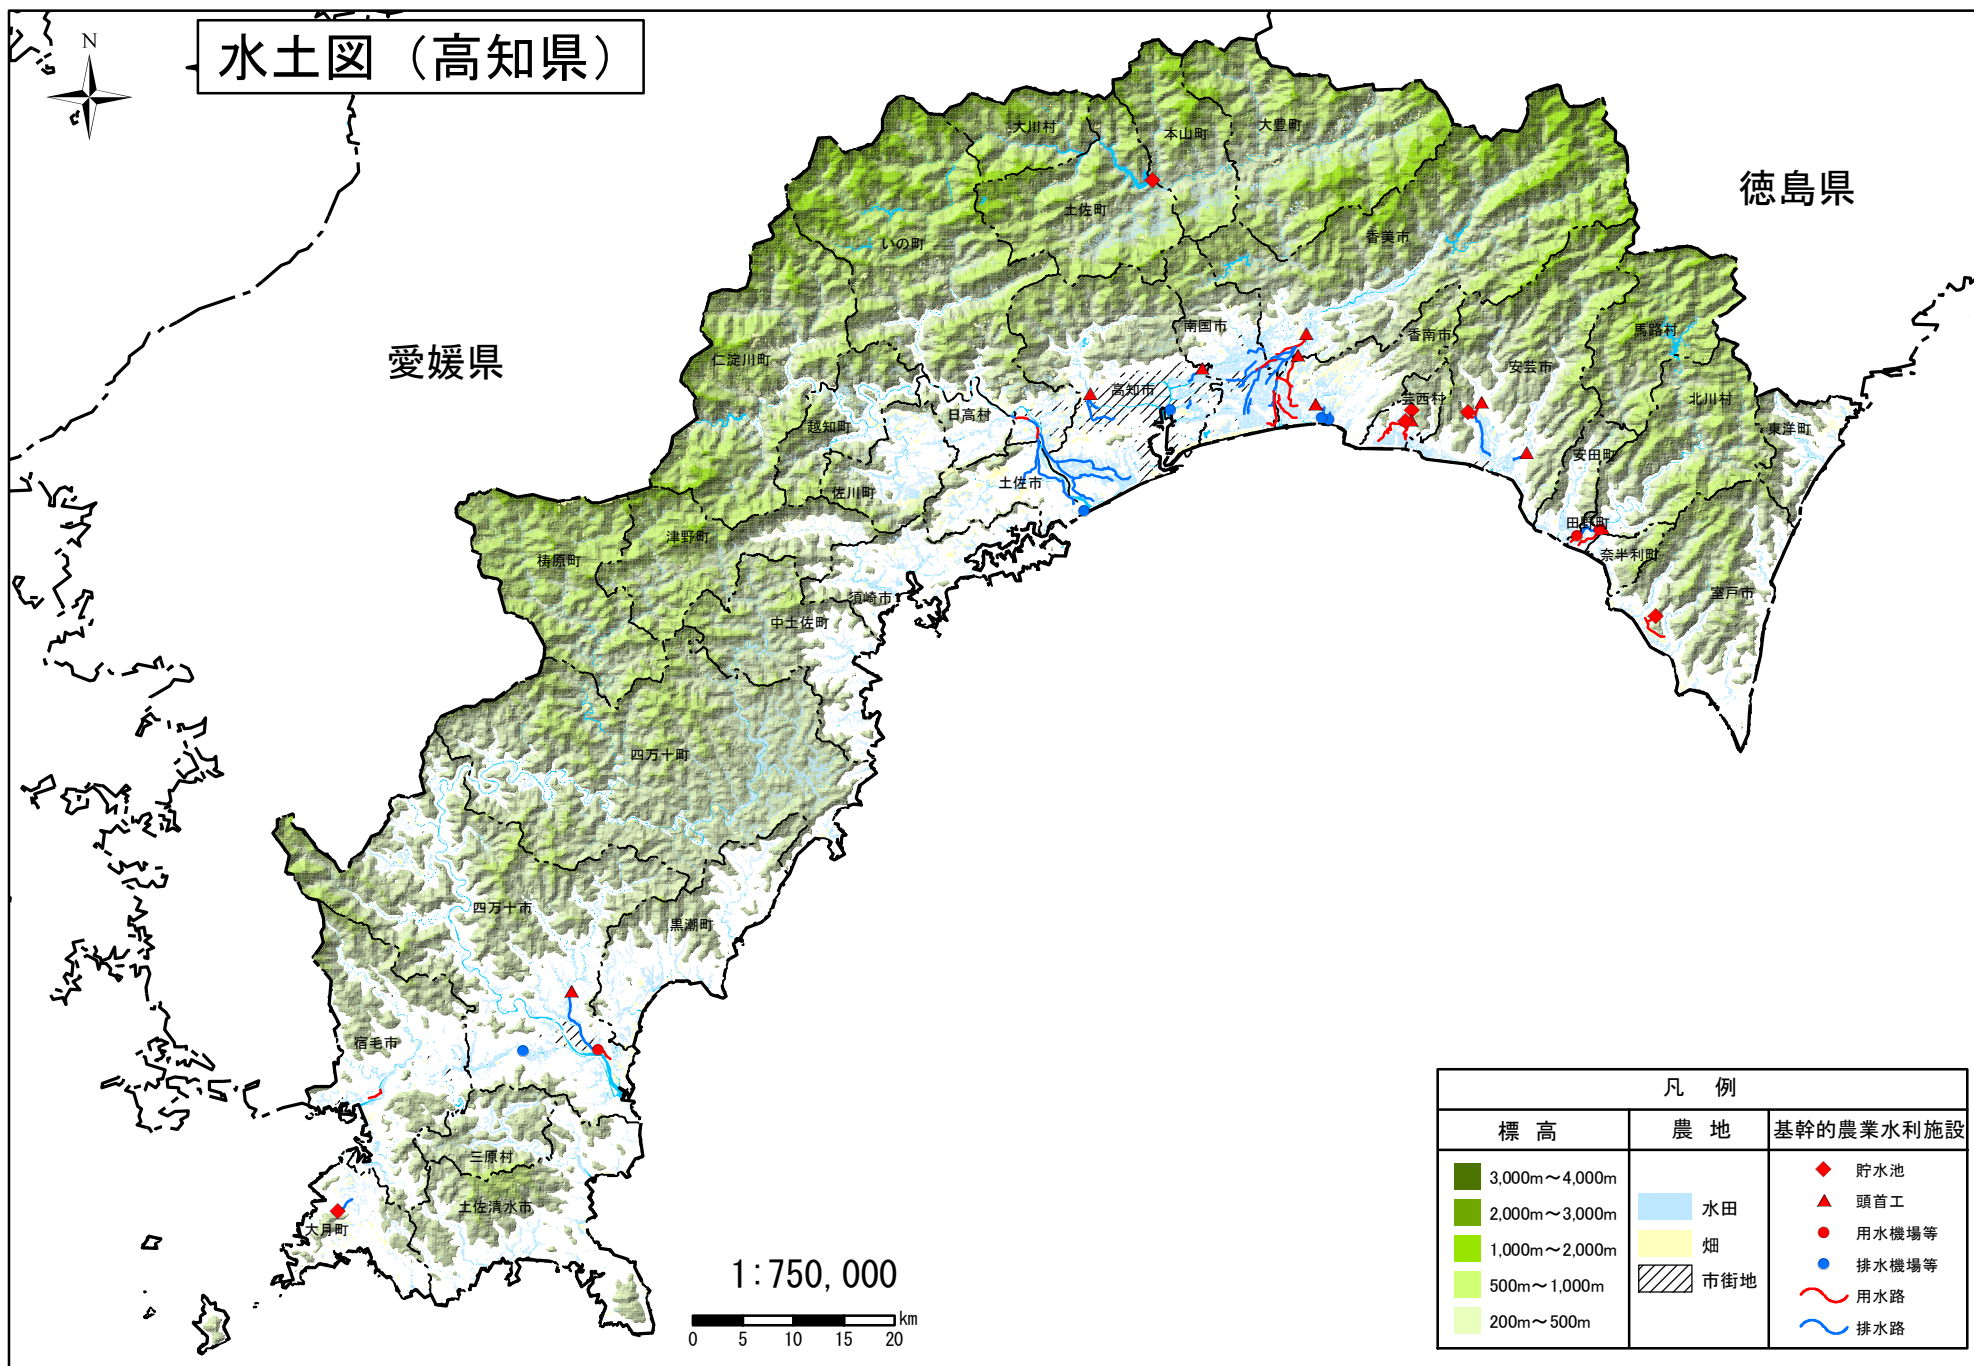 N
水土図（高知県）
徳島県
愛媛県
大川村
本山町
大豊町
土佐町
いの町
香美市
南国市
香南市
馬路村
仁淀川町
安芸市
高知市
芸西村
北川村
日高村
越知町
東洋町
安田町
佐川町
土佐市
田野町
津野町
奈半利町
梼原町
室戸市
須崎市
中土佐町
四万十町
四万十市
黒潮町
宿毛市
三原村
土佐清水市
大月町
1:750,000
0 5 10 15 20 km
凡 例
標 高
農 地
基幹的農業水利施設
3,000m～4,000m
2,000m～3,000m
1,000m～2,000m
500m～1,000m
200m～500m
水田
畑
市街地
貯水池
頭首工
用水機場等
排水機場等
用水路
排水路